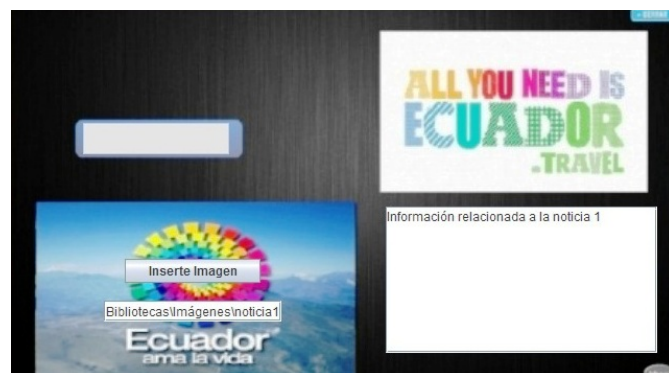 ALL YOU NEED IS
ECUADOR
.TRAVEL
Inserte Imagen
Bibliotecas\Imágenes\noticia1
Ecuador
ama la vida
Información relacionada a la noticia 1